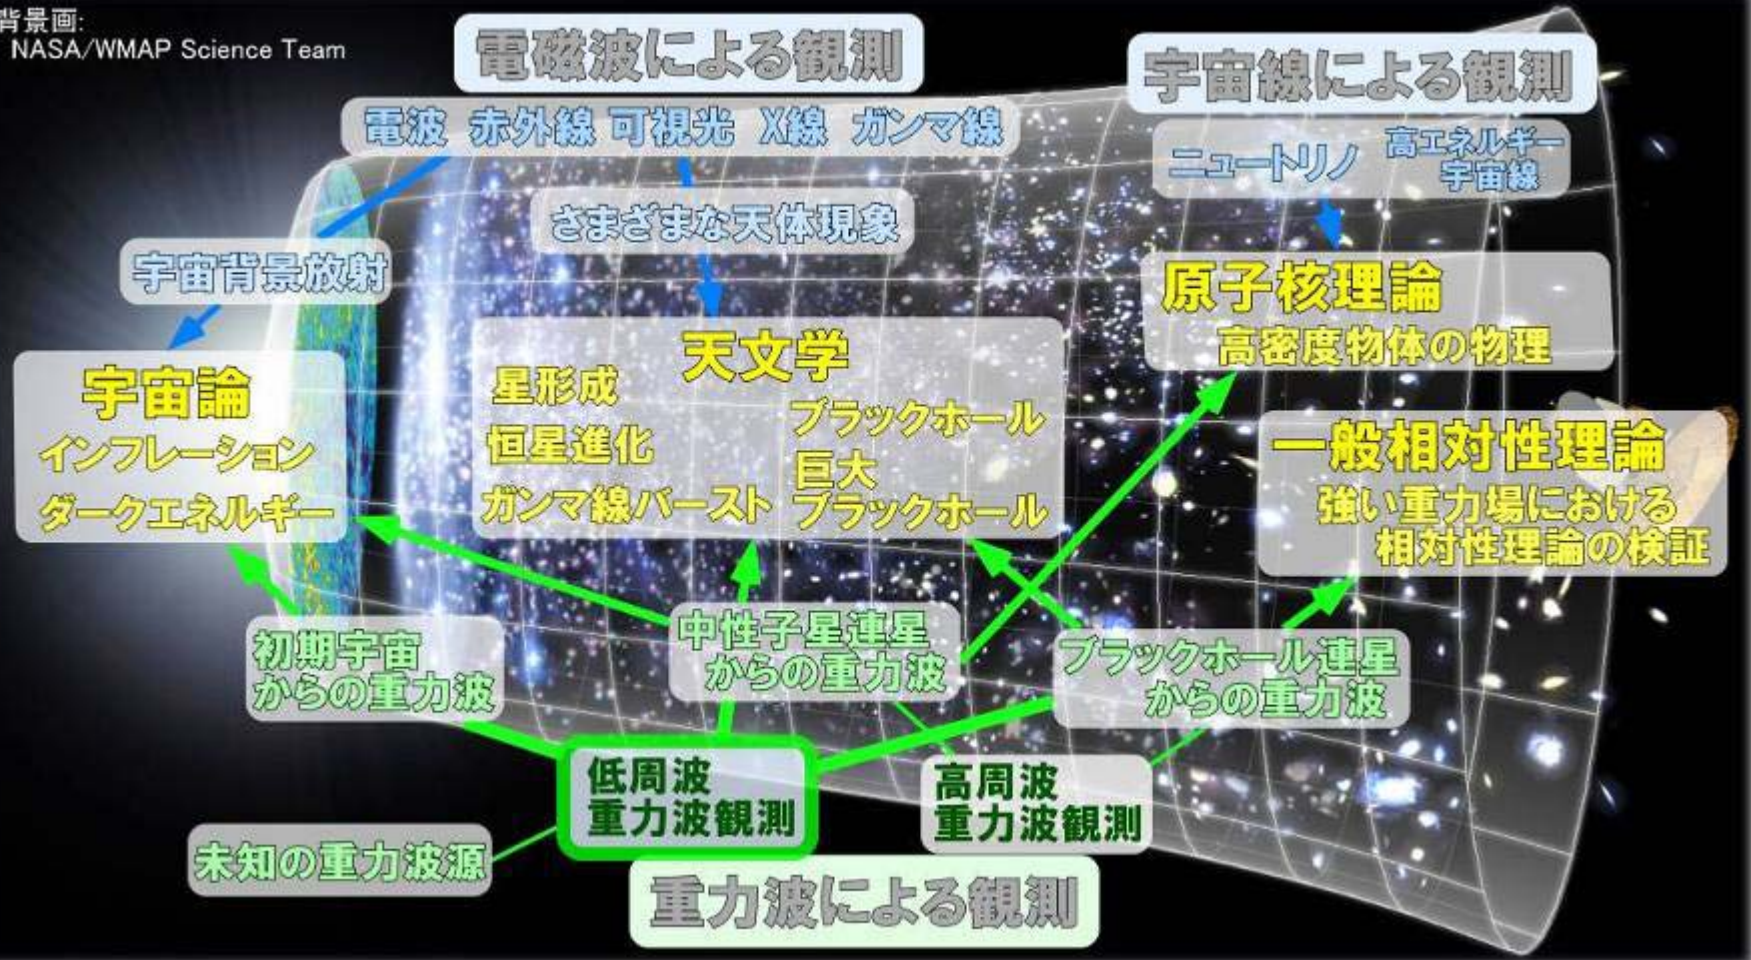 背景画:
NASA/WMAP Science Team
電磁波による観測
電波 赤外線 可視光 X線 ガンマ線
宇宙線による観測
ニュートリノ
高エネルギー
宇宙線
さまざまな天体現象
宇宙背景放射
原子核理論
高密度物体の物理
宇宙論
インフレーション
ダークエネルギー
天文学
星形成
恒星進化
ガンマ線バースト
ブラックホール
巨大
ブラックホール
一般相対性理論
強い重力場における
相対性理論の検証
初期宇宙
からの重力波
中性子星連星
からの重力波
ブラックホール連星
からの重力波
低周波
重力波観測
高周波
重力波観測
未知の重力波源
重力波による観測